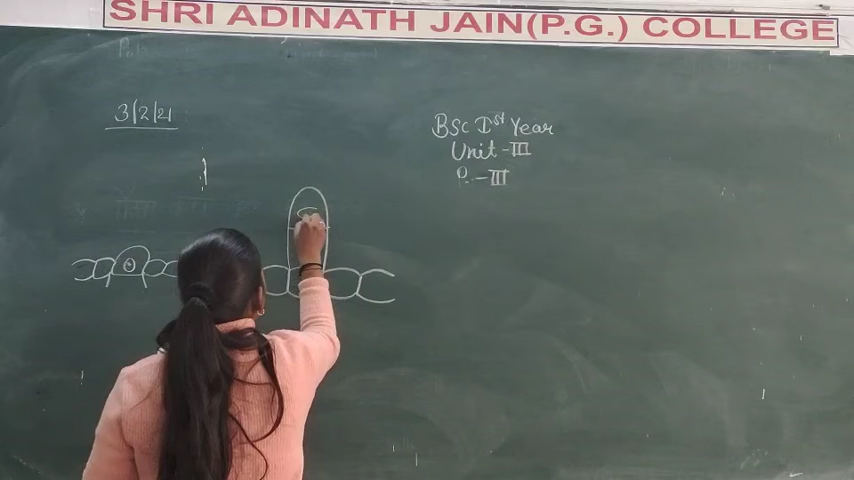 SHRI ADINATH JAIN(P.G.) COLLEGE
3/2/21
BSc Ist Year
Unit-III
P.-III